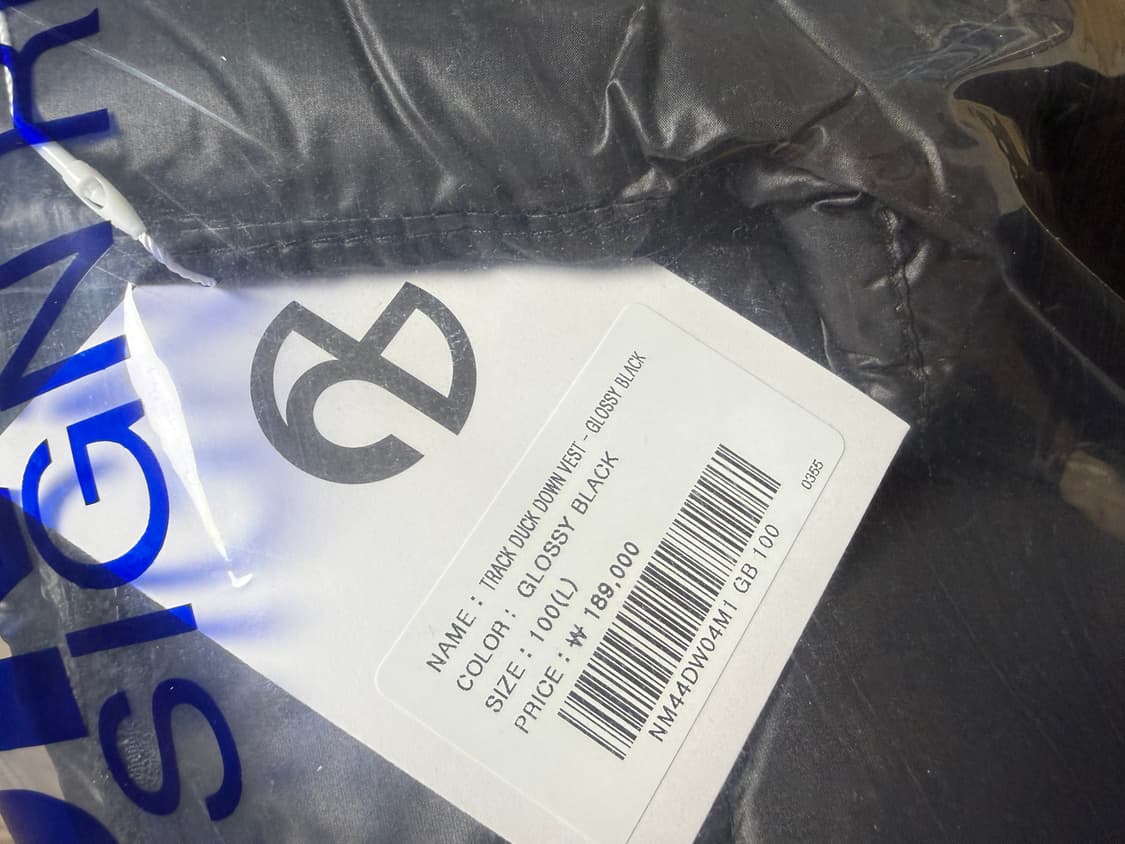 SIGN
NAME : TRACK DUCK DOWN VEST - GLOSSY BLACK
COLOR : GLOSSY BLACK
SIZE : 100(L)
PRICE : ₩ 189,000
NM44DW04M1 GB 100
0355